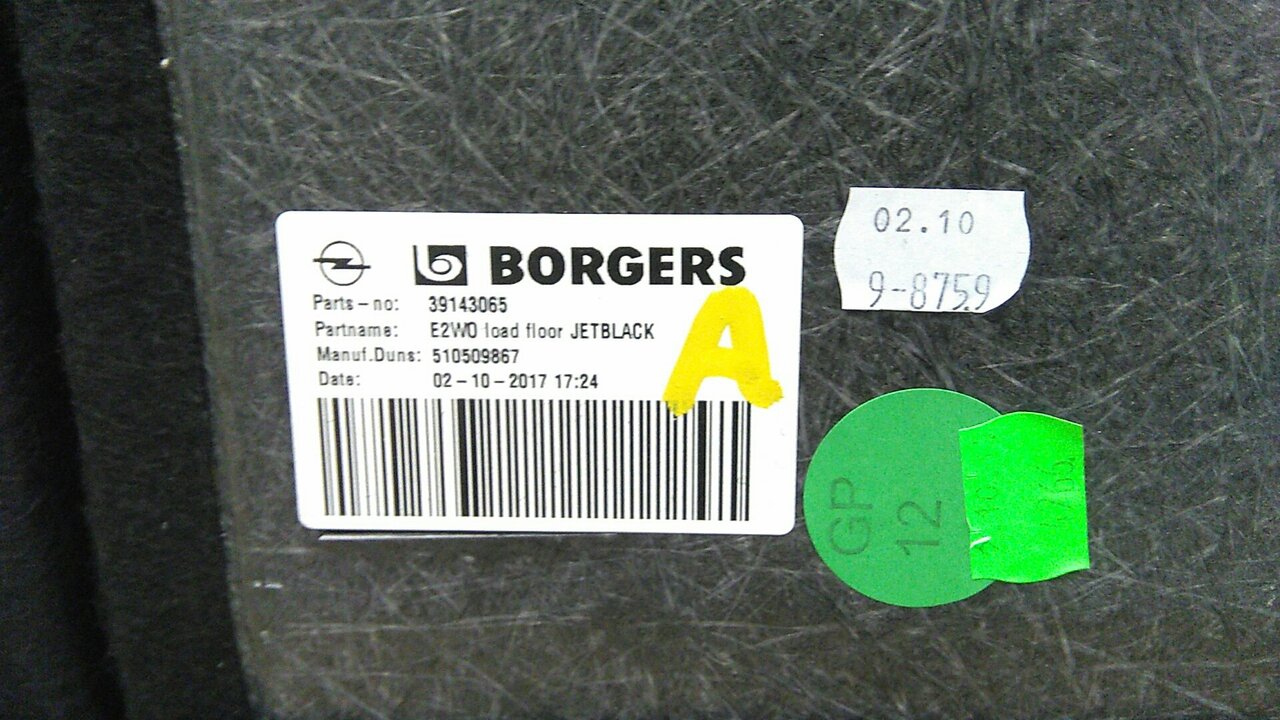 BORGERS
Parts-no: 39143065
Partname: E2WO load floor JETBLACK
Manuf.Duns: 510509867
Date: 02-10-2017 17:24
A
02.10
9-8759
GP
12